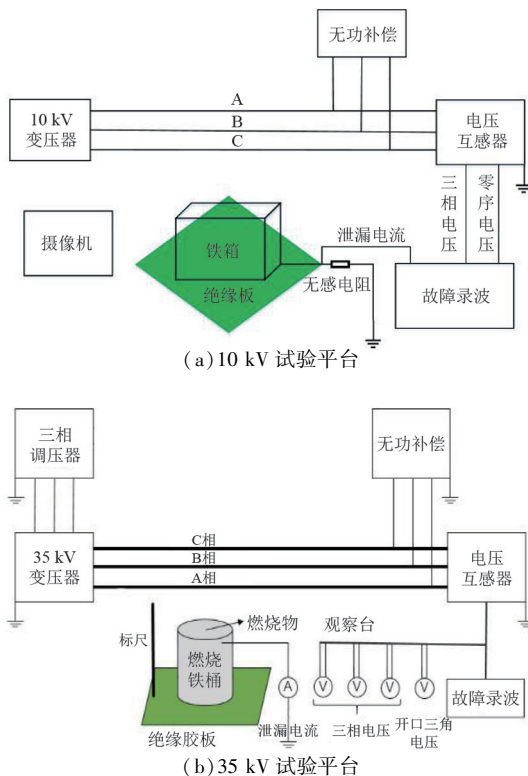 无功补偿
A
B
C
10 kV
变压器
电压
互感器
三相电压
零序电压
摄像机
铁箱
绝缘板
泄漏电流
无感电阻
故障录波
(a)10 kV 试验平台
三相
调压器
无功补偿
C相
B相
A相
35 kV
变压器
电压
互感器
标尺
燃烧物
燃烧
铁桶
观察台
A
V
V
V
V
绝缘胶板
泄漏电流
三相电压
开口三角
电压
故障录波
(b)35 kV 试验平台